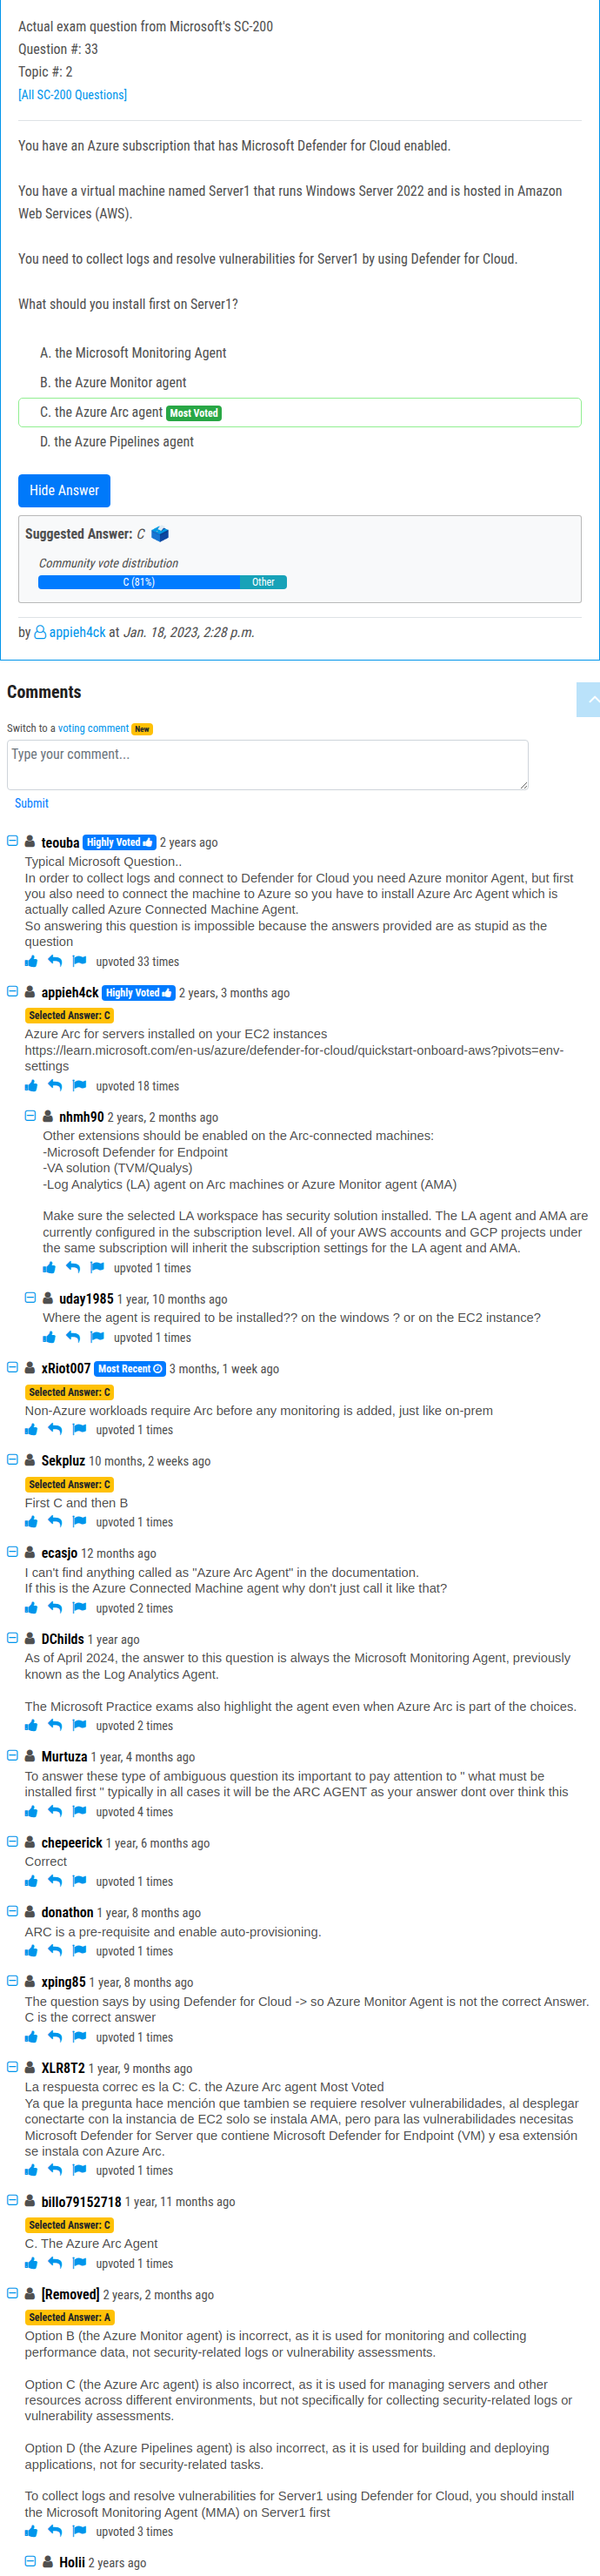 Actual exam question from Microsoft's SC-200
Question #: 33
Topic #: 2
[All SC-200 Questions]
You have an Azure subscription that has Microsoft Defender for Cloud enabled.
You have a virtual machine named Server1 that runs Windows Server 2022 and is hosted in Amazon
Web Services (AWS).
You need to collect logs and resolve vulnerabilities for Server1 by using Defender for Cloud.
What should you install first on Server1?
A. the Microsoft Monitoring Agent
B. the Azure Monitor agent
C. the Azure Arc agent Most Voted
D. the Azure Pipelines agent
Hide Answer
Suggested Answer: C
Community vote distribution
C (81%) Other
by appieh4ck at Jan. 18, 2023, 2:28 p.m.
Comments
Switch to a voting comment New
Type your comment...
Submit
teouba Highly Voted 2 years ago
Typical Microsoft Question..
In order to collect logs and connect to Defender for Cloud you need Azure monitor Agent, but first
you also need to connect the machine to Azure so you have to install Azure Arc Agent which is
actually called Azure Connected Machine Agent.
So answering this question is impossible because the answers provided are as stupid as the
question
upvoted 33 times
appieh4ck Highly Voted 2 years, 3 months ago
Selected Answer: C
Azure Arc for servers installed on your EC2 instances
https://learn.microsoft.com/en-us/azure/defender-for-cloud/quickstart-onboard-aws?pivots=env-
settings
upvoted 18 times
nhmh90 2 years, 2 months ago
Other extensions should be enabled on the Arc-connected machines:
-Microsoft Defender for Endpoint
-VA solution (TVM/Qualys)
-Log Analytics (LA) agent on Arc machines or Azure Monitor agent (AMA)
Make sure the selected LA workspace has security solution installed. The LA agent and AMA are
currently configured in the subscription level. All of your AWS accounts and GCP projects under
the same subscription will inherit the subscription settings for the LA agent and AMA.
upvoted 1 times
uday1985 1 year, 10 months ago
Where the agent is required to be installed?? on the windows ? or on the EC2 instance?
upvoted 1 times
xRiot007 Most Recent 3 months, 1 week ago
Selected Answer: C
Non-Azure workloads require Arc before any monitoring is added, just like on-prem
upvoted 1 times
Sekpluz 10 months, 2 weeks ago
Selected Answer: C
First C and then B
upvoted 1 times
ecasjo 12 months ago
I can't find anything called as "Azure Arc Agent" in the documentation.
If this is the Azure Connected Machine agent why don't just call it like that?
upvoted 2 times
DChilds 1 year ago
As of April 2024, the answer to this question is always the Microsoft Monitoring Agent, previously
known as the Log Analytics Agent.
The Microsoft Practice exams also highlight the agent even when Azure Arc is part of the choices.
upvoted 2 times
Murtuza 1 year, 4 months ago
To answer these type of ambiguous question its important to pay attention to " what must be
installed first " typically in all cases it will be the ARC AGENT as your answer dont over think this
upvoted 4 times
chepeerick 1 year, 6 months ago
Correct
upvoted 1 times
donathon 1 year, 8 months ago
ARC is a pre-requisite and enable auto-provisioning.
upvoted 1 times
xping85 1 year, 8 months ago
The question says by using Defender for Cloud -> so Azure Monitor Agent is not the correct Answer.
C is the correct answer
upvoted 1 times
XLR8T2 1 year, 9 months ago
La respuesta correc es la C: C. the Azure Arc agent Most Voted
Ya que la pregunta hace mención que tambien se requiere resolver vulnerabilidades, al desplegar
conectarte con la instancia de EC2 solo se instala AMA, pero para las vulnerabilidades necesitas
Microsoft Defender for Server que contiene Microsoft Defender for Endpoint (VM) y esa extensión
se instala con Azure Arc.
upvoted 1 times
billo79152718 1 year, 11 months ago
Selected Answer: C
C. The Azure Arc Agent
upvoted 1 times
[Removed] 2 years, 2 months ago
Selected Answer: A
Option B (the Azure Monitor agent) is incorrect, as it is used for monitoring and collecting
performance data, not security-related logs or vulnerability assessments.
Option C (the Azure Arc agent) is also incorrect, as it is used for managing servers and other
resources across different environments, but not specifically for collecting security-related logs or
vulnerability assessments.
Option D (the Azure Pipelines agent) is also incorrect, as it is used for building and deploying
applications, not for security-related tasks.
To collect logs and resolve vulnerabilities for Server1 using Defender for Cloud, you should install
the Microsoft Monitoring Agent (MMA) on Server1 first
upvoted 3 times
Holii 2 years ago